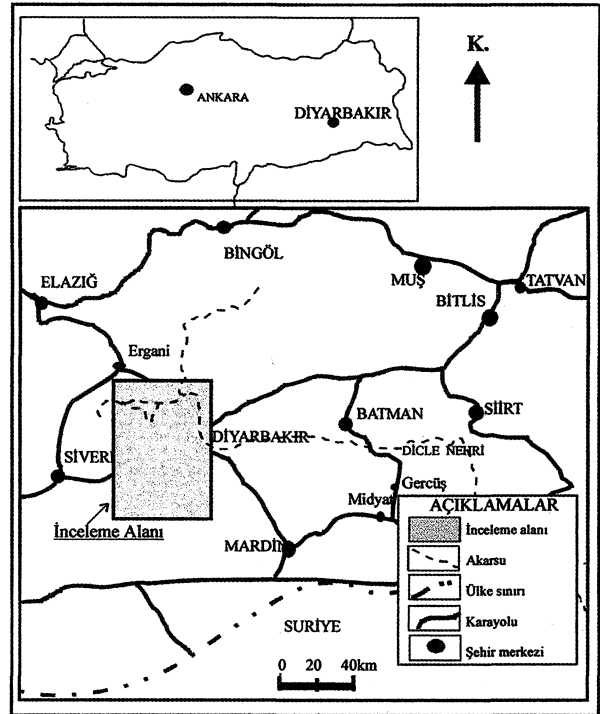 K.
ANKARA
DİYARBAKIR
BİNGÖL
ELAZIĞ
MUŞ
TATVAN
BİTLİS
Ergani
BATMAN
SİİRT
DİYARBAKIR
DİCLE NEHRİ
SİVERE
Gercüş
Midyat
AÇIKLAMALAR
İnceleme Alanı
İnceleme alanı
MARDİN
Akarsu
Ülke sınırı
SURİYE
Karayolu
Şehir merkezi
0 20 40km